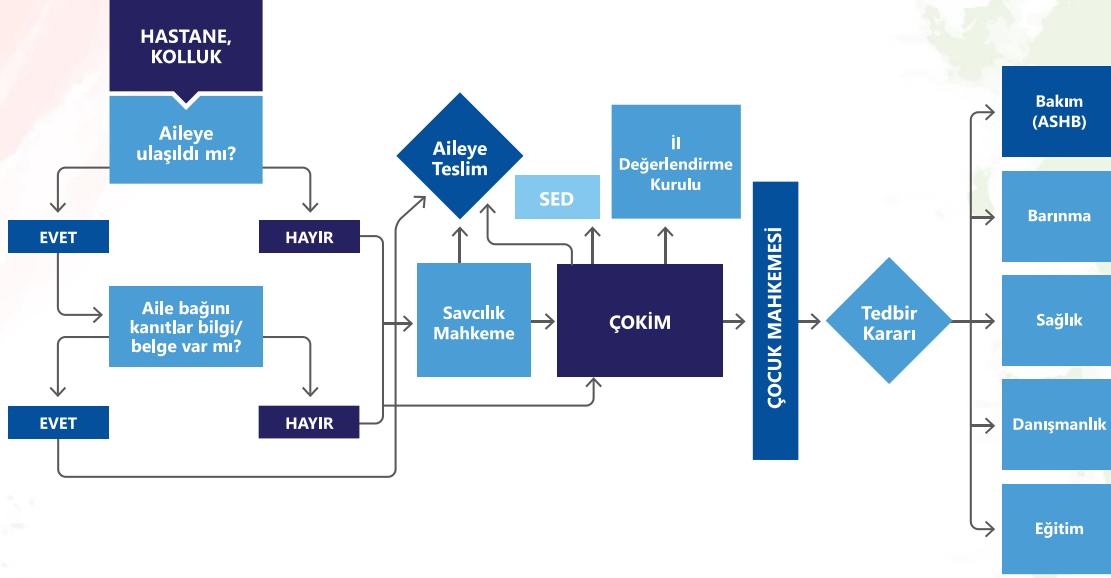 HASTANE,
KOLLUK
Aileye
ulaşıldı mı?
EVET
HAYIR
Aile bağını
kanıtlar bilgi/
belge var mı?
EVET
HAYIR
Aileye
Teslim
SED
İl
Değerlendirme
Kurulu
Savcılık
Mahkeme
ÇOKİM
ÇOCUK MAHKEMESİ
Tedbir
Kararı
Bakım
(ASHB)
Barınma
Sağlık
Danışmanlık
Eğitim